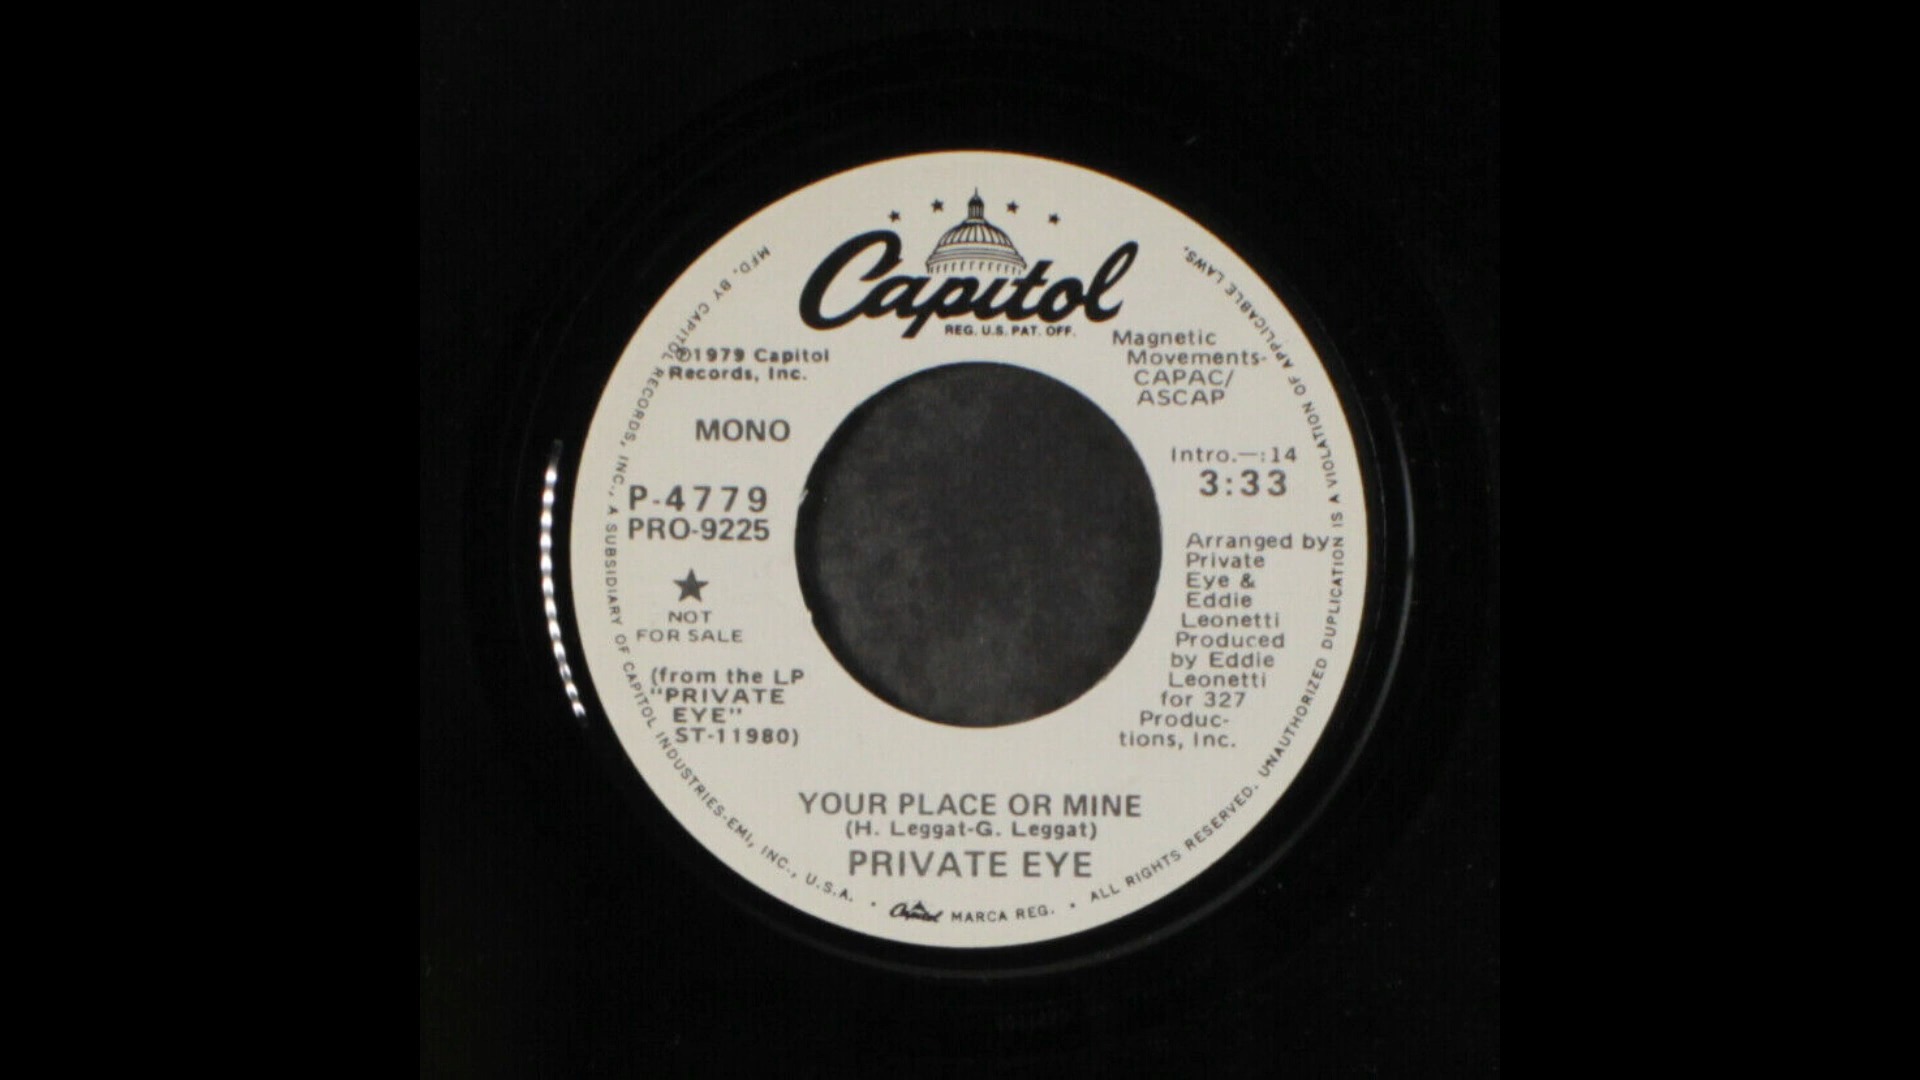 Capitol
REG. U.S. PAT. OFF.
℗1979 Capitol
Records, Inc.
MONO
P-4779
PRO-9225
NOT
FOR SALE
(from the LP
"PRIVATE
EYE"
ST-11980)
Magnetic
Movements-
CAPAC/
ASCAP
Intro.—:14
3:33
Arranged by
Private
Eye &
Eddie
Leonetti
Produced
by Eddie
Leonetti
for 327
Produc-
tions, Inc.
YOUR PLACE OR MINE
(H. Leggat-G. Leggat)
PRIVATE EYE
MFD. BY CAPITOL RECORDS, INC., A SUBSIDIARY OF CAPITOL INDUSTRIES-EMI, INC., U.S.A. • Capitol MARCA REG. • ALL RIGHTS RESERVED. UNAUTHORIZED DUPLICATION IS A VIOLATION OF APPLICABLE LAWS.